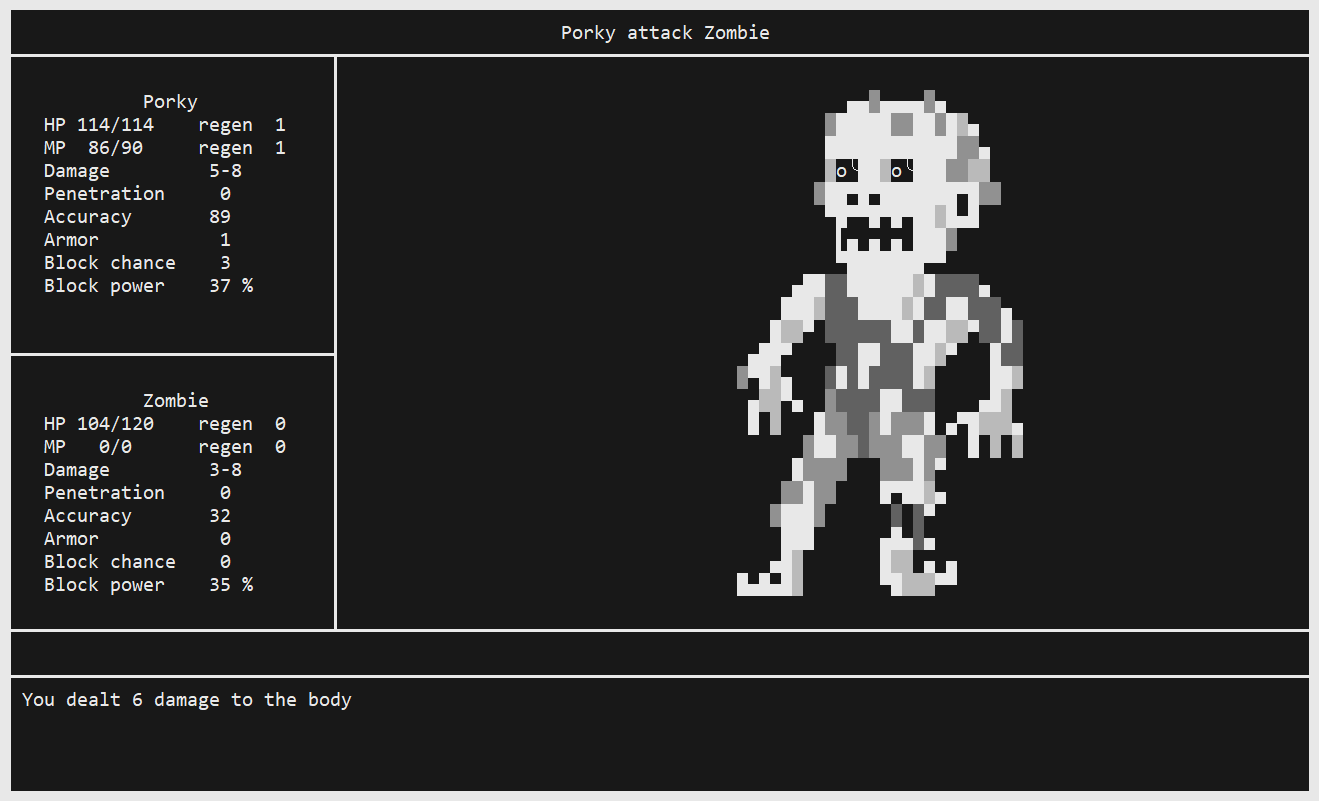 Porky attack Zombie
Porky
HP 114/114 regen 1
MP 86/90 regen 1
Damage 5-8
Penetration 0
Accuracy 89
Armor 1
Block chance 3
Block power 37 %
Zombie
HP 104/120 regen 0
MP 0/0 regen 0
Damage 3-8
Penetration 0
Accuracy 32
Armor 0
Block chance 0
Block power 35 %
You dealt 6 damage to the body